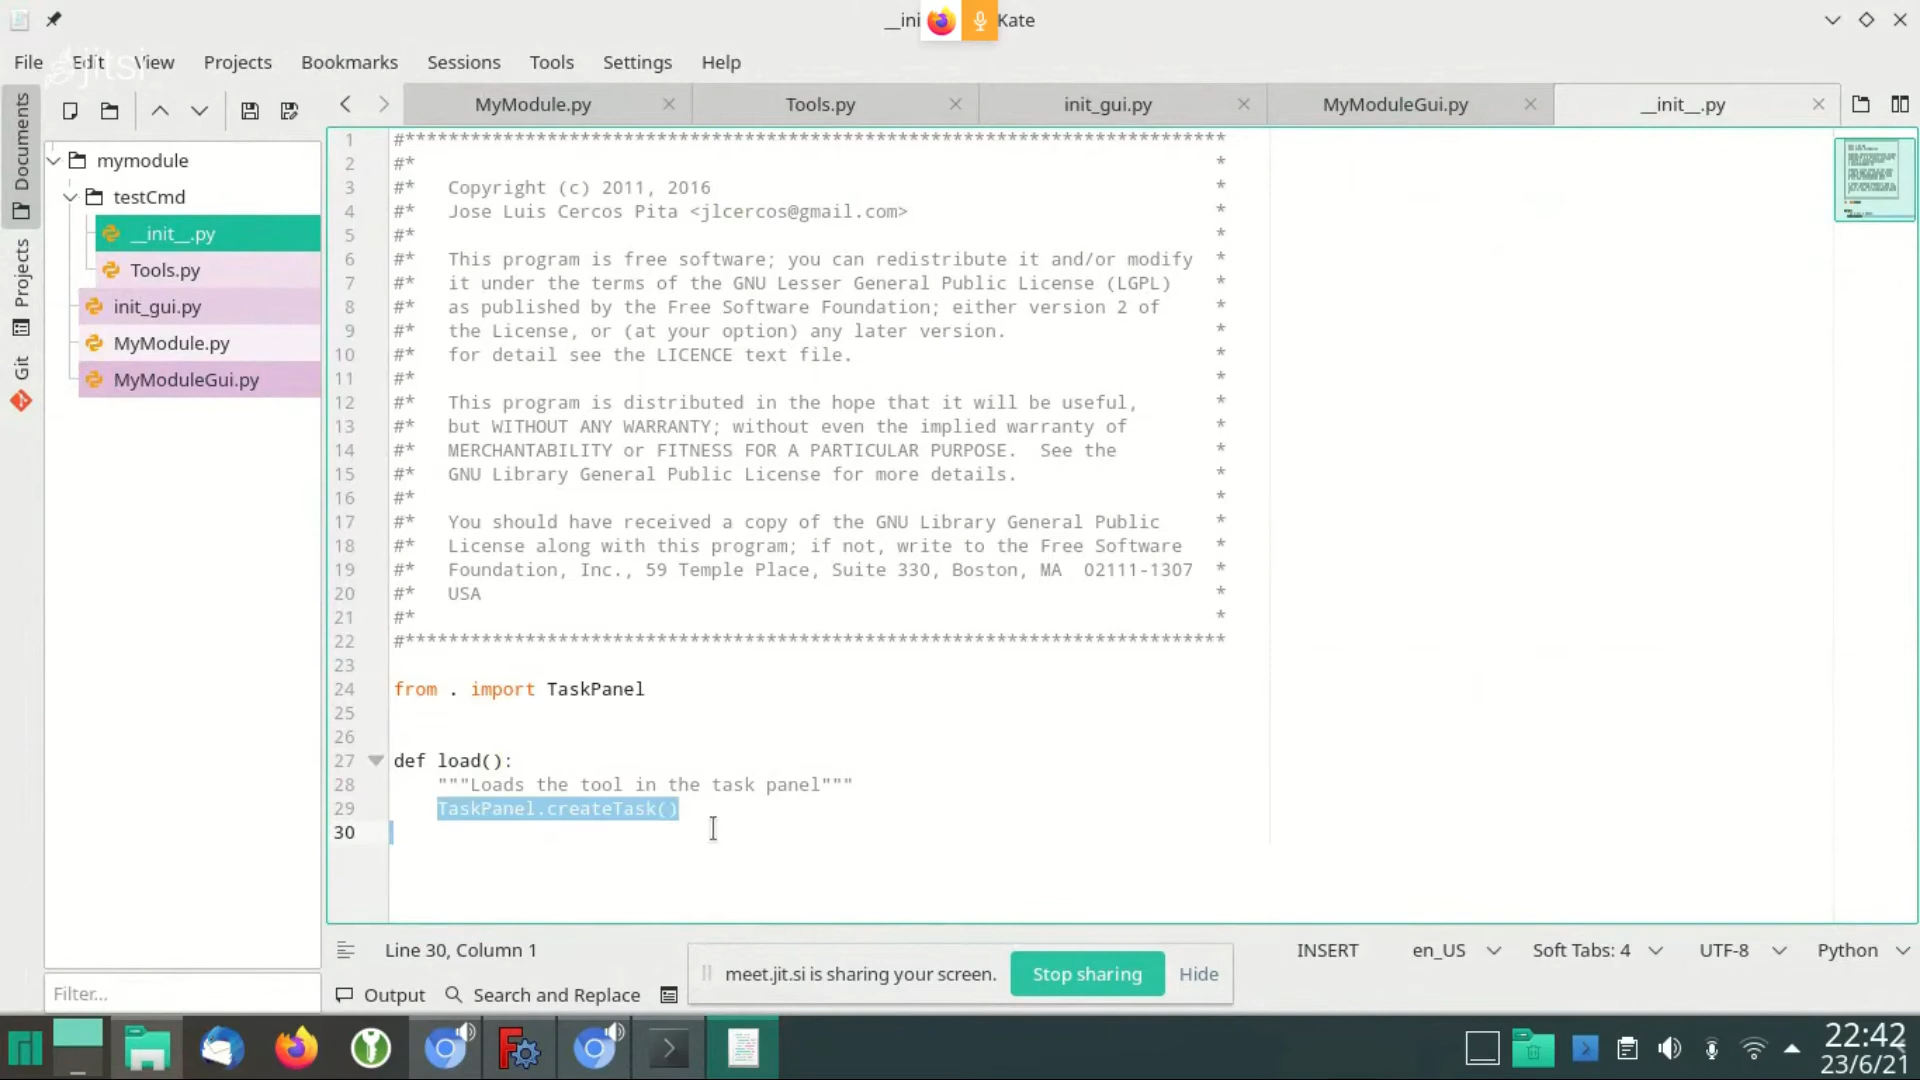 __ini Kate
File Edit View Projects Bookmarks Sessions Tools Settings Help
jitsi
MyModule.py Tools.py init_gui.py MyModuleGui.py __init__.py
Documents
Projects
Git
mymodule
testCmd
__init__.py
Tools.py
init_gui.py
MyModule.py
MyModuleGui.py
Filter...
1 #****************************************************************************
2 #* *
3 #* Copyright (c) 2011, 2016 *
4 #* Jose Luis Cercos Pita <jlcercos@gmail.com> *
5 #* *
6 #* This program is free software; you can redistribute it and/or modify *
7 #* it under the terms of the GNU Lesser General Public License (LGPL) *
8 #* as published by the Free Software Foundation; either version 2 of *
9 #* the License, or (at your option) any later version. *
10 #* for detail see the LICENCE text file. *
11 #* *
12 #* This program is distributed in the hope that it will be useful, *
13 #* but WITHOUT ANY WARRANTY; without even the implied warranty of *
14 #* MERCHANTABILITY or FITNESS FOR A PARTICULAR PURPOSE. See the *
15 #* GNU Library General Public License for more details. *
16 #* *
17 #* You should have received a copy of the GNU Library General Public *
18 #* License along with this program; if not, write to the Free Software *
19 #* Foundation, Inc., 59 Temple Place, Suite 330, Boston, MA 02111-1307 *
20 #* USA *
21 #* *
22 #****************************************************************************
23
24 from . import TaskPanel
25
26
27 def load():
28 """Loads the tool in the task panel"""
29 TaskPanel.createTask()
30
Line 30, Column 1 INSERT en_US Soft Tabs: 4 UTF-8 Python
meet.jit.si is sharing your screen. Stop sharing Hide
Output Search and Replace
22:42
23/6/21